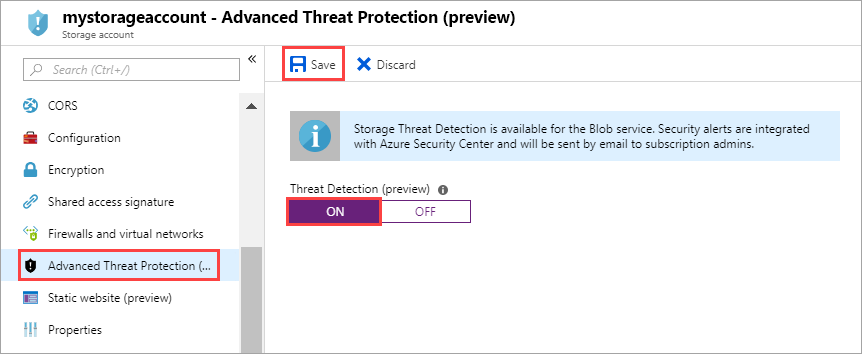 mystorageaccount - Advanced Threat Protection (preview)
Storage account
Search (Ctrl+/)
CORS
Configuration
Encryption
Shared access signature
Firewalls and virtual networks
Advanced Threat Protection (...
Static website (preview)
Properties
Save
Discard
Storage Threat Detection is available for the Blob service. Security alerts are integrated
with Azure Security Center and will be sent by email to subscription admins.
Threat Detection (preview)
ON
OFF